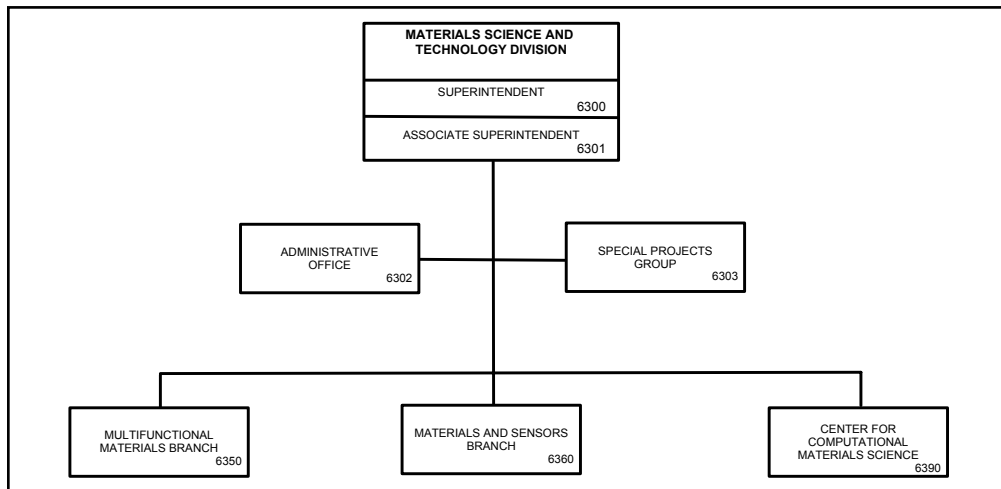 MATERIALS SCIENCE AND
TECHNOLOGY DIVISION
SUPERINTENDENT
6300
ASSOCIATE SUPERINTENDENT
6301
ADMINISTRATIVE
OFFICE
6302
SPECIAL PROJECTS
GROUP
6303
MULTIFUNCTIONAL
MATERIALS BRANCH
6350
MATERIALS AND SENSORS
BRANCH
6360
CENTER FOR
COMPUTATIONAL
MATERIALS SCIENCE
6390